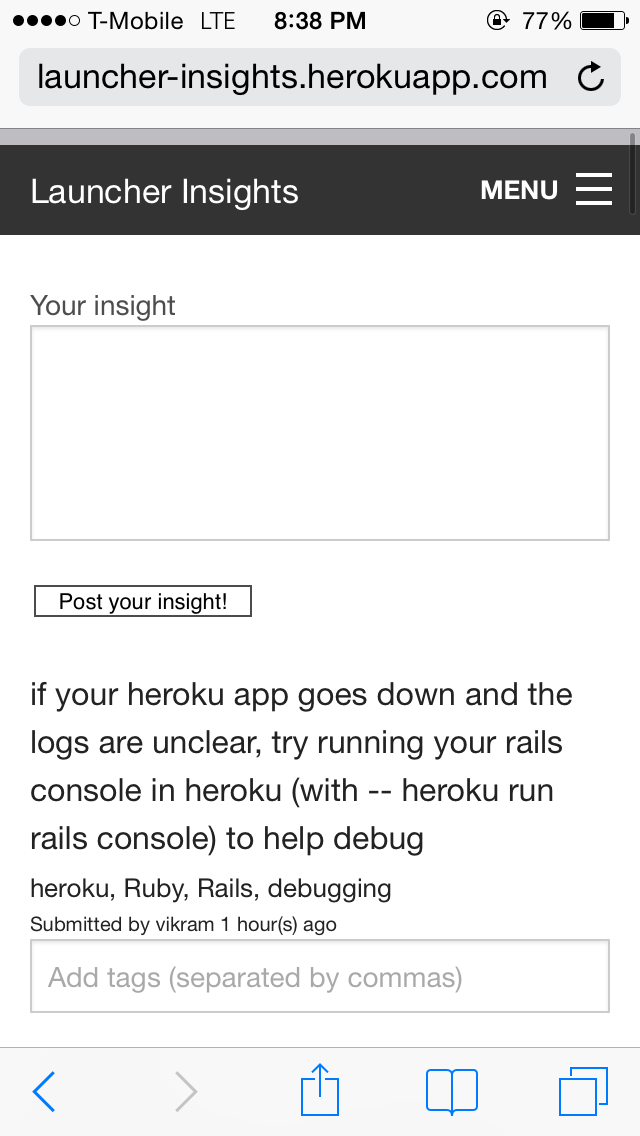 T-Mobile LTE 8:38 PM 77%
launcher-insights.herokuapp.com
Launcher Insights MENU
Your insight
Post your insight!
if your heroku app goes down and the
logs are unclear, try running your rails
console in heroku (with -- heroku run
rails console) to help debug
heroku, Ruby, Rails, debugging
Submitted by vikram 1 hour(s) ago
Add tags (separated by commas)